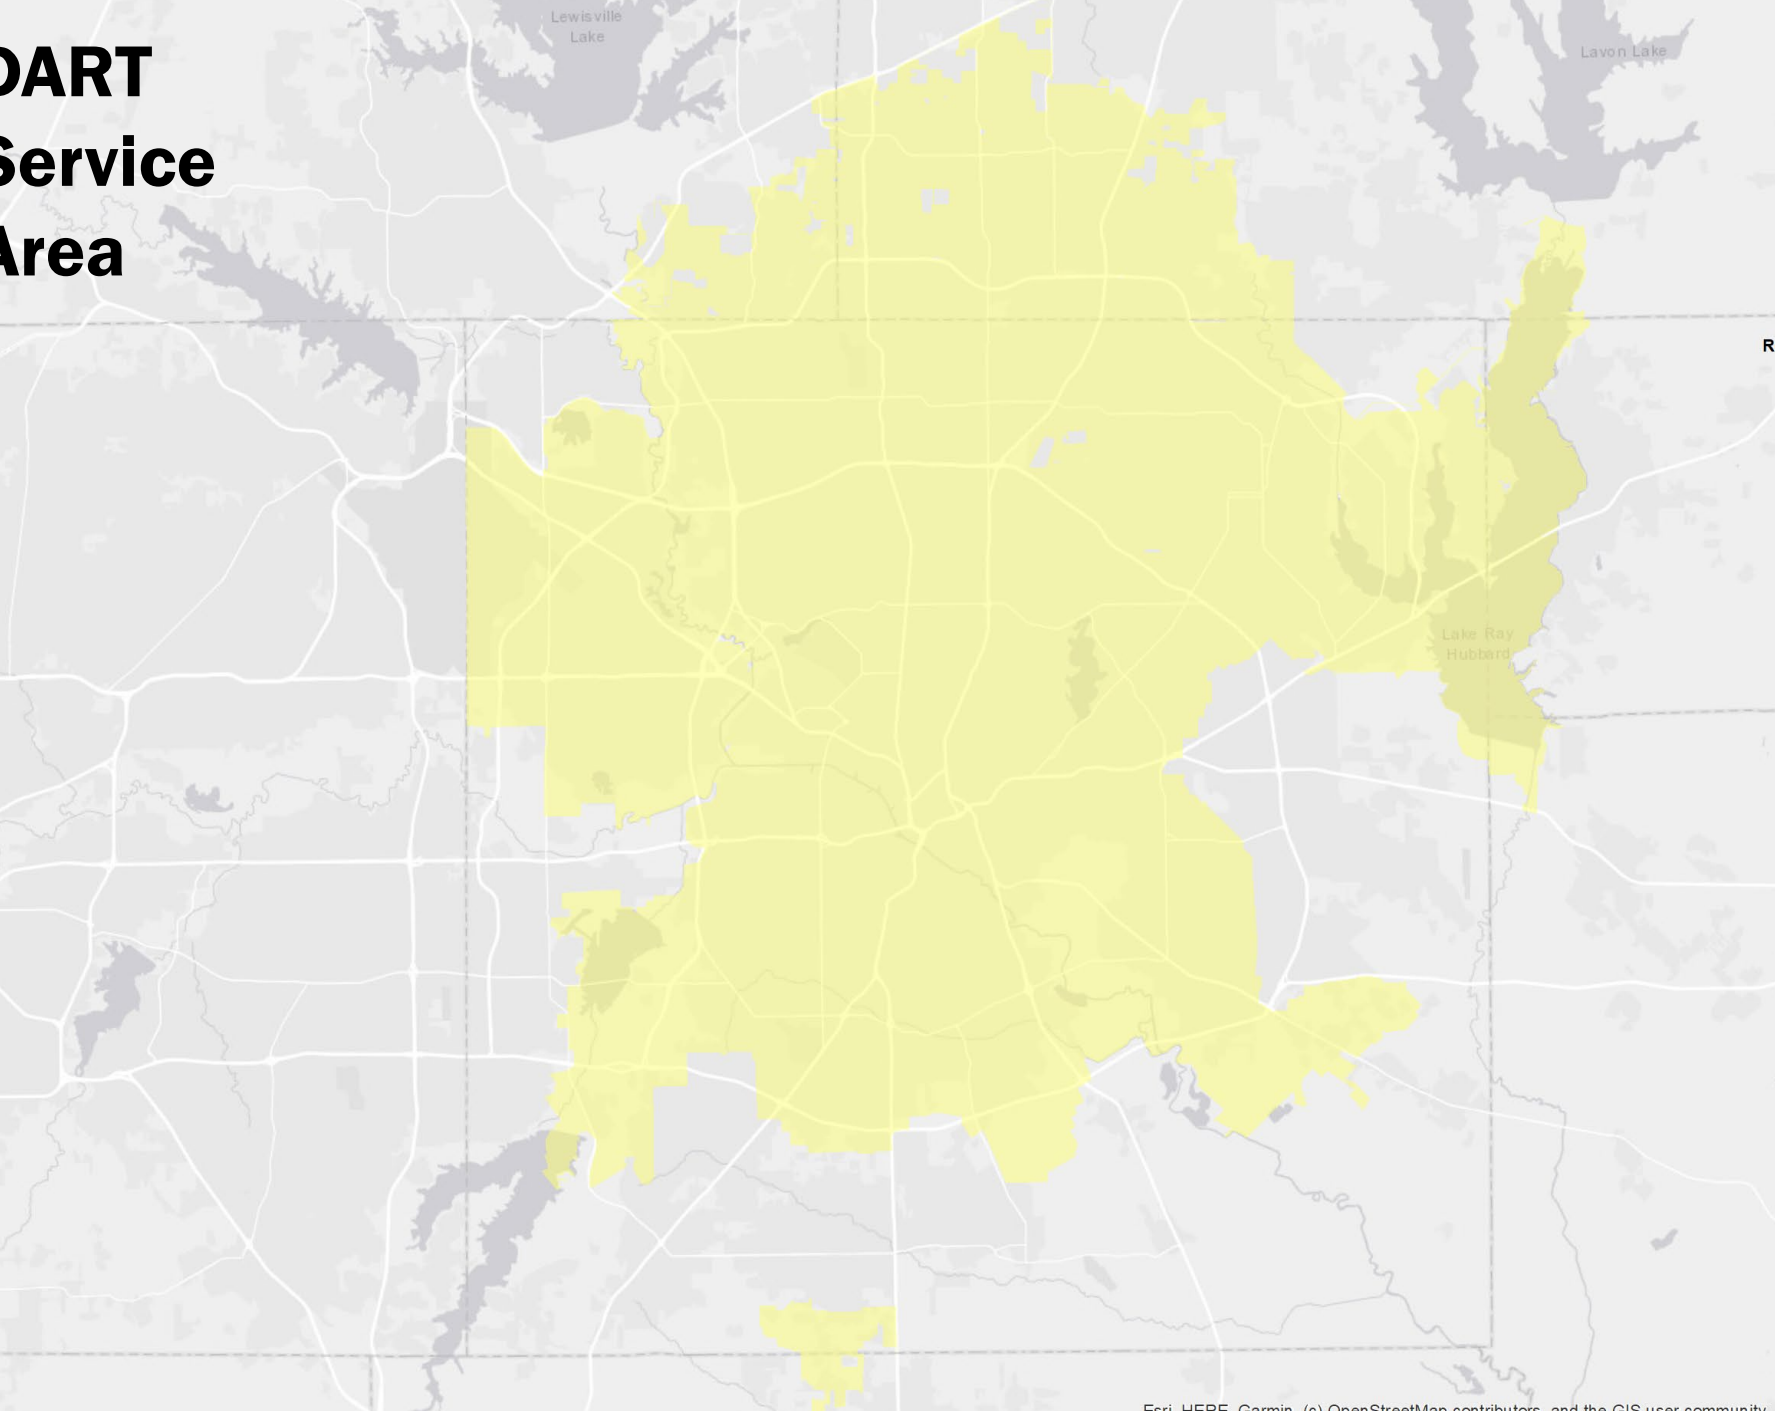 DART
Service
Area
Lewisville
Lake
Lavon Lake
R
Lake Ray
Hubbard
Esri, HERE, Garmin, (c) OpenStreetMap contributors, and the GIS user community